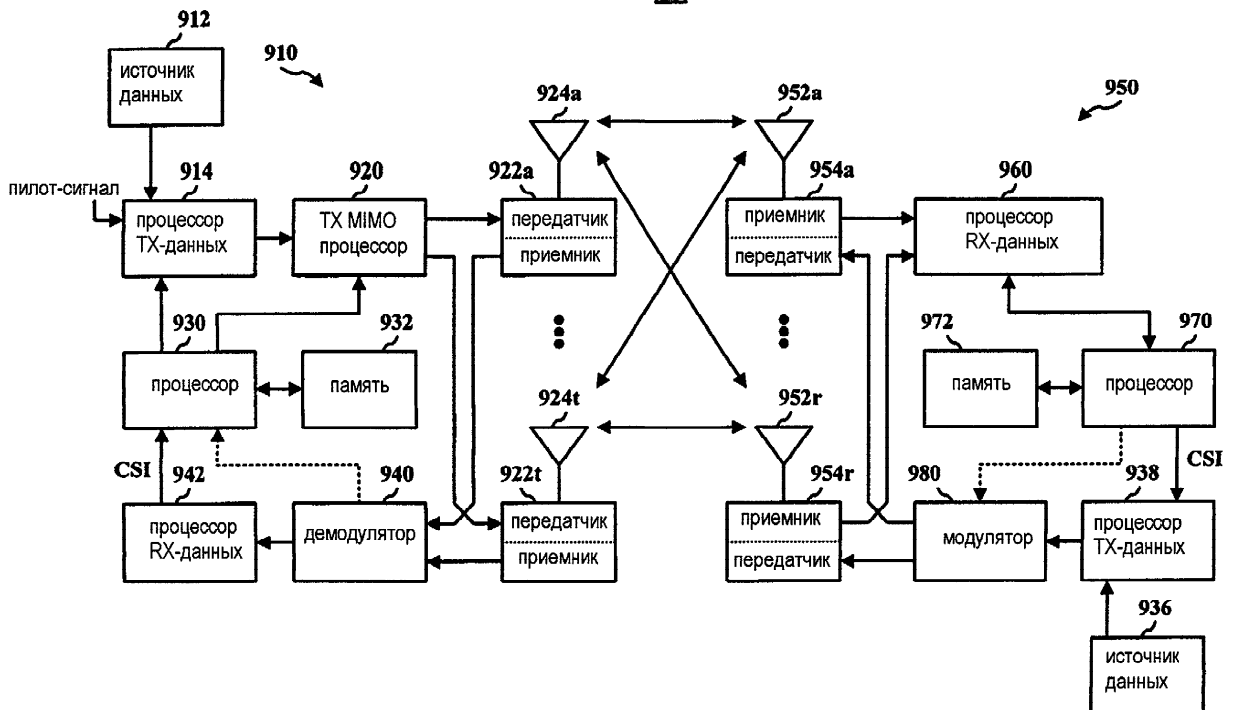 912
источник
данных
910
924a
952a
950
пилот-сигнал
914
процессор
TX-данных
920
TX MIMO
процессор
922a
передатчик
приемник
954a
приемник
передатчик
960
процессор
RX-данных
930
процессор
932
память
972
память
970
процессор
924t
952r
CSI
CSI
942
процессор
RX-данных
940
демодулятор
922t
передатчик
приемник
954r
приемник
передатчик
980
модулятор
938
процессор
TX-данных
936
источник
данных